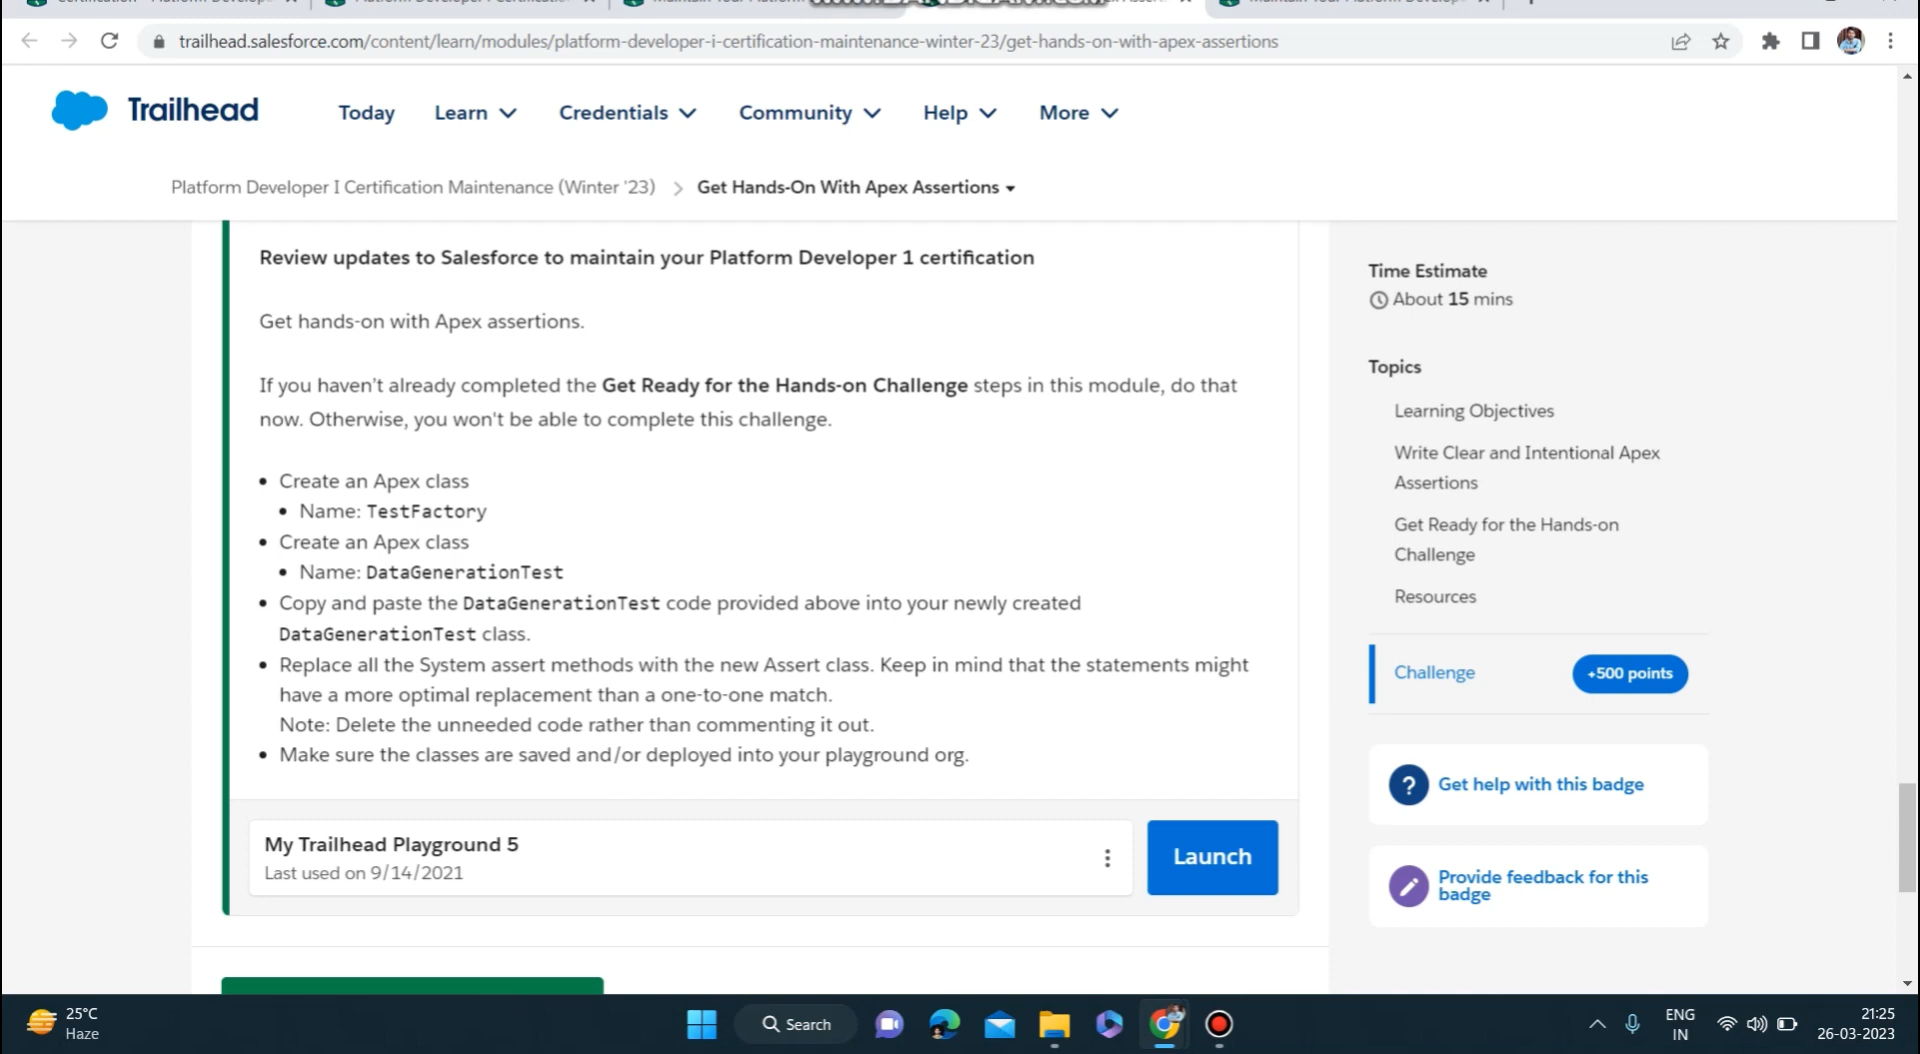 trailhead.salesforce.com/content/learn/modules/platform-developer-i-certification-maintenance-winter-23/get-hands-on-with-apex-assertions
Trailhead
Today Learn Credentials Community Help More
Platform Developer I Certification Maintenance (Winter '23) > Get Hands-On With Apex Assertions
Review updates to Salesforce to maintain your Platform Developer 1 certification
Get hands-on with Apex assertions.
If you haven't already completed the Get Ready for the Hands-on Challenge steps in this module, do that
now. Otherwise, you won't be able to complete this challenge.
• Create an Apex class
• Name: TestFactory
• Create an Apex class
• Name: DataGenerationTest
• Copy and paste the DataGenerationTest code provided above into your newly created
DataGenerationTest class.
• Replace all the System assert methods with the new Assert class. Keep in mind that the statements might
have a more optimal replacement than a one-to-one match.
Note: Delete the unneeded code rather than commenting it out.
• Make sure the classes are saved and/or deployed into your playground org.
My Trailhead Playground 5
Last used on 9/14/2021
Launch
Time Estimate
About 15 mins
Topics
Learning Objectives
Write Clear and Intentional Apex
Assertions
Get Ready for the Hands-on
Challenge
Resources
Challenge
+500 points
? Get help with this badge
Provide feedback for this
badge
25°C
Haze
Search
ENG
IN
21:25
26-03-2023